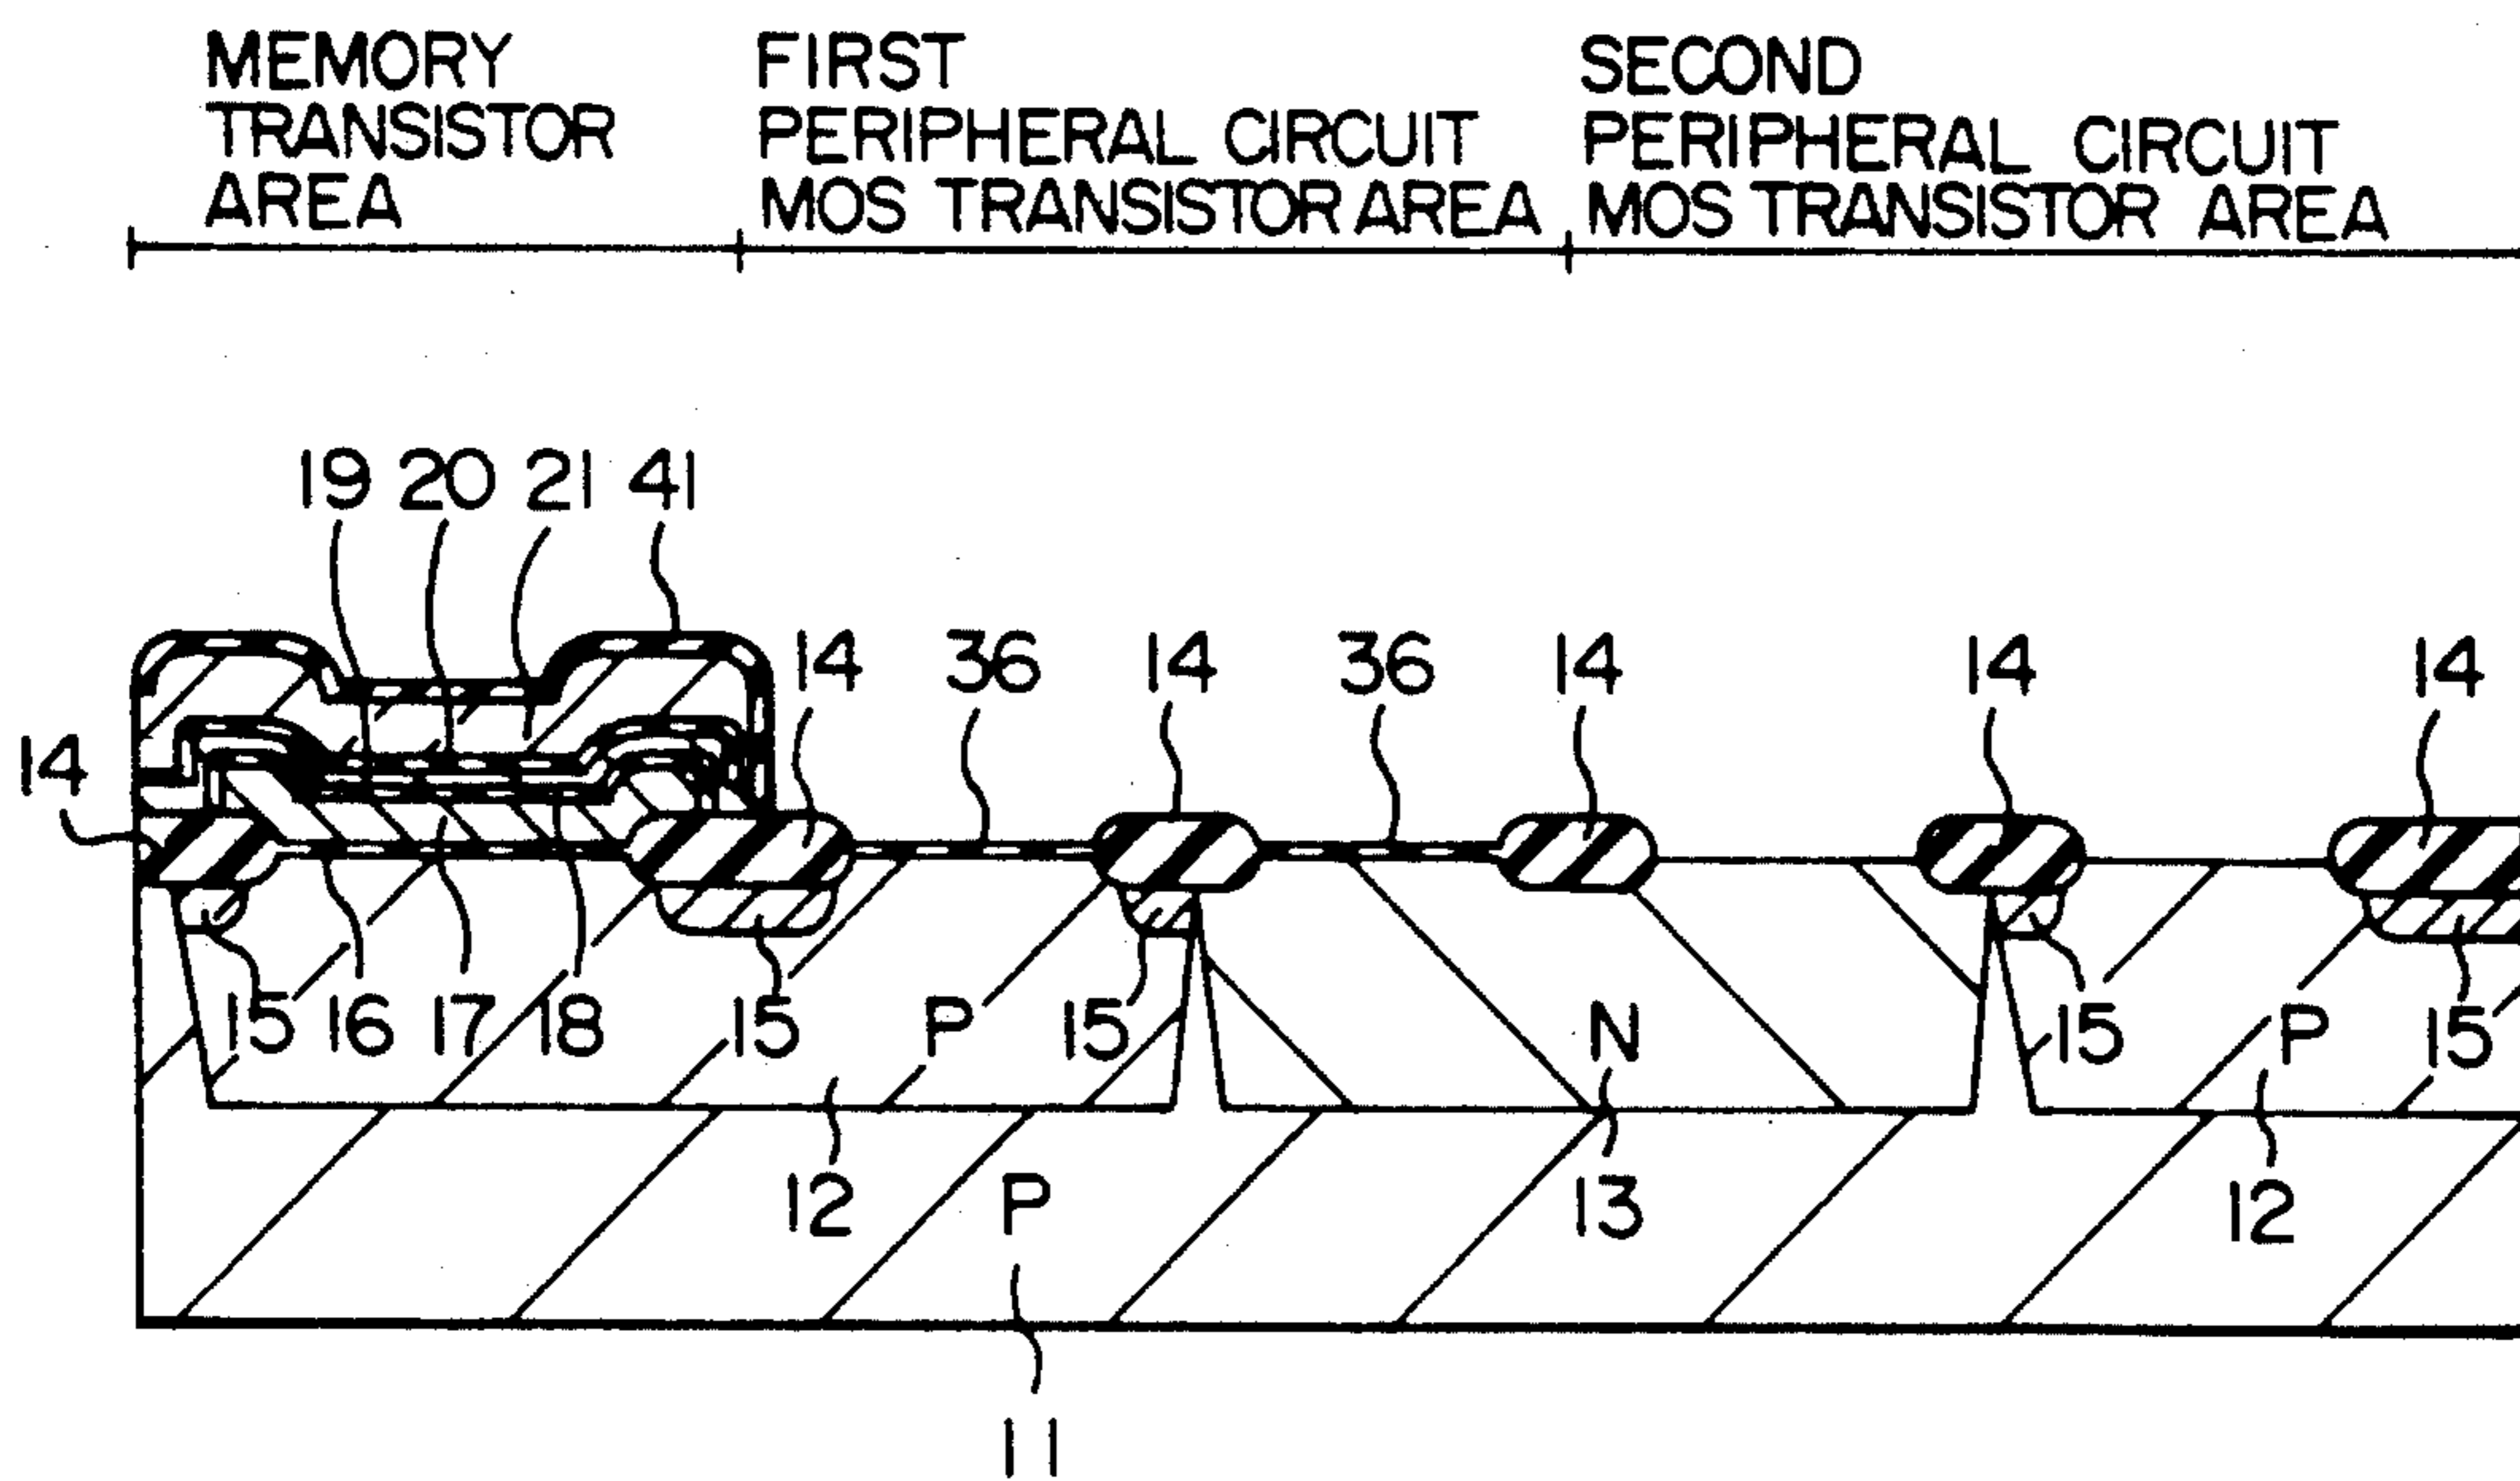 MEMORY
TRANSISTOR
AREA
FIRST
PERIPHERAL CIRCUIT
MOS TRANSISTOR AREA
SECOND
PERIPHERAL CIRCUIT
MOS TRANSISTOR AREA
19 20 21 41
14 36 14 36 14 14 14
14
15 16 17 18 15 P 15 N 15 P 15
12 P 13 12
11